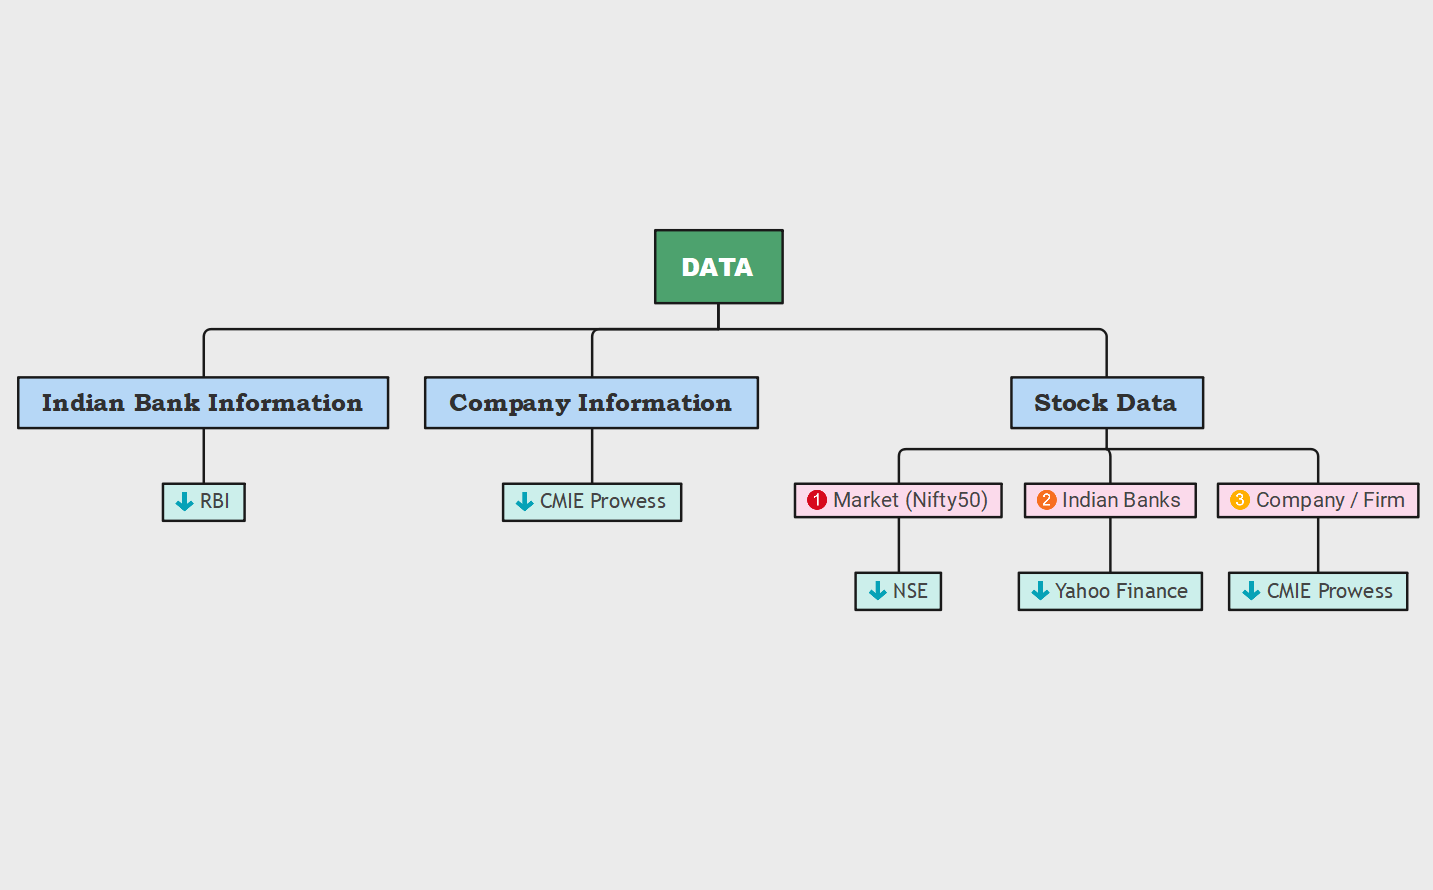 DATA
Indian Bank Information
Company Information
Stock Data
RBI
CMIE Prowess
1 Market (Nifty50)
2 Indian Banks
3 Company / Firm
NSE
Yahoo Finance
CMIE Prowess